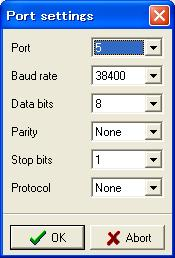 Port settings
Port 5
Baud rate 38400
Data bits 8
Parity None
Stop bits 1
Protocol None
OK Abort